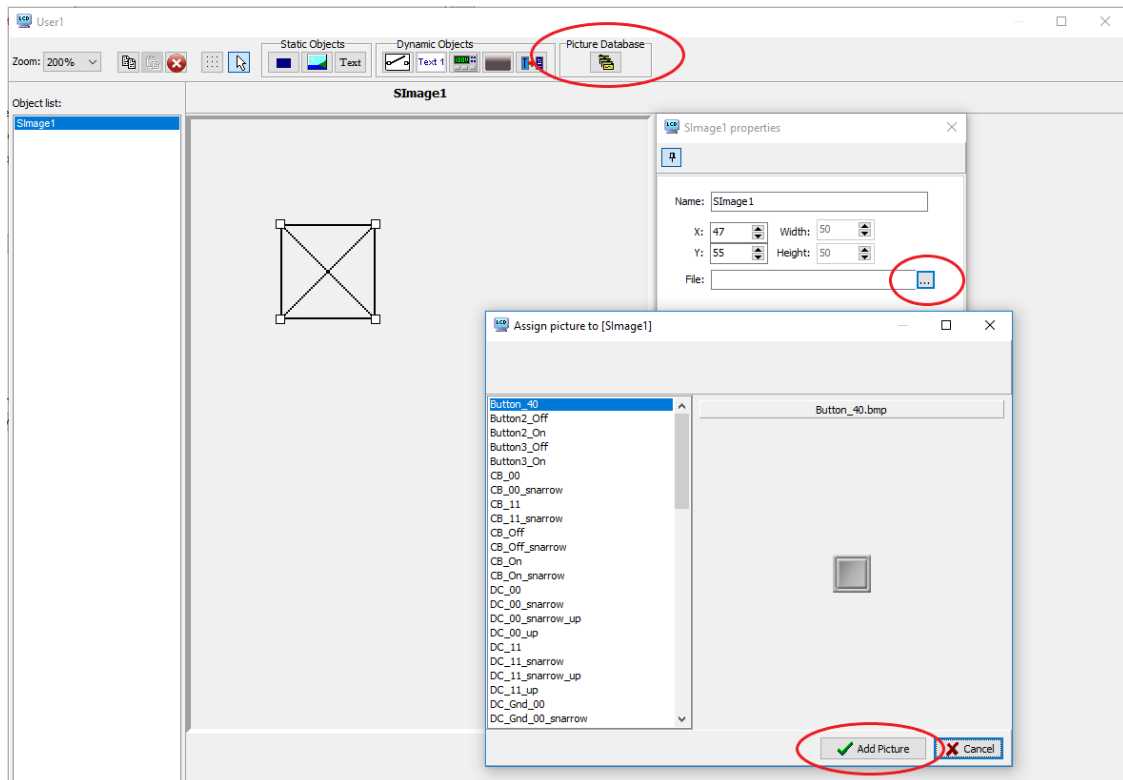 LCD User1
Static Objects Dynamic Objects Picture Database
Zoom: 200% Text Text 1
SImage1
Object list:
SImage1
LCD SImage1 properties
Name: SImage1
X: 47 Width: 50
Y: 55 Height: 50
File: ...
LCD Assign picture to [SImage1]
Button_40
Button_40.bmp
Button2_Off
Button2_On
Button3_Off
Button3_On
CB_00
CB_00_snarrow
CB_11
CB_11_snarrow
CB_Off
CB_Off_snarrow
CB_On
CB_On_snarrow
DC_00
DC_00_snarrow
DC_00_snarrow_up
DC_00_up
DC_11
DC_11_snarrow
DC_11_snarrow_up
DC_11_up
DC_Gnd_00
DC_Gnd_00_snarrow
Add Picture Cancel